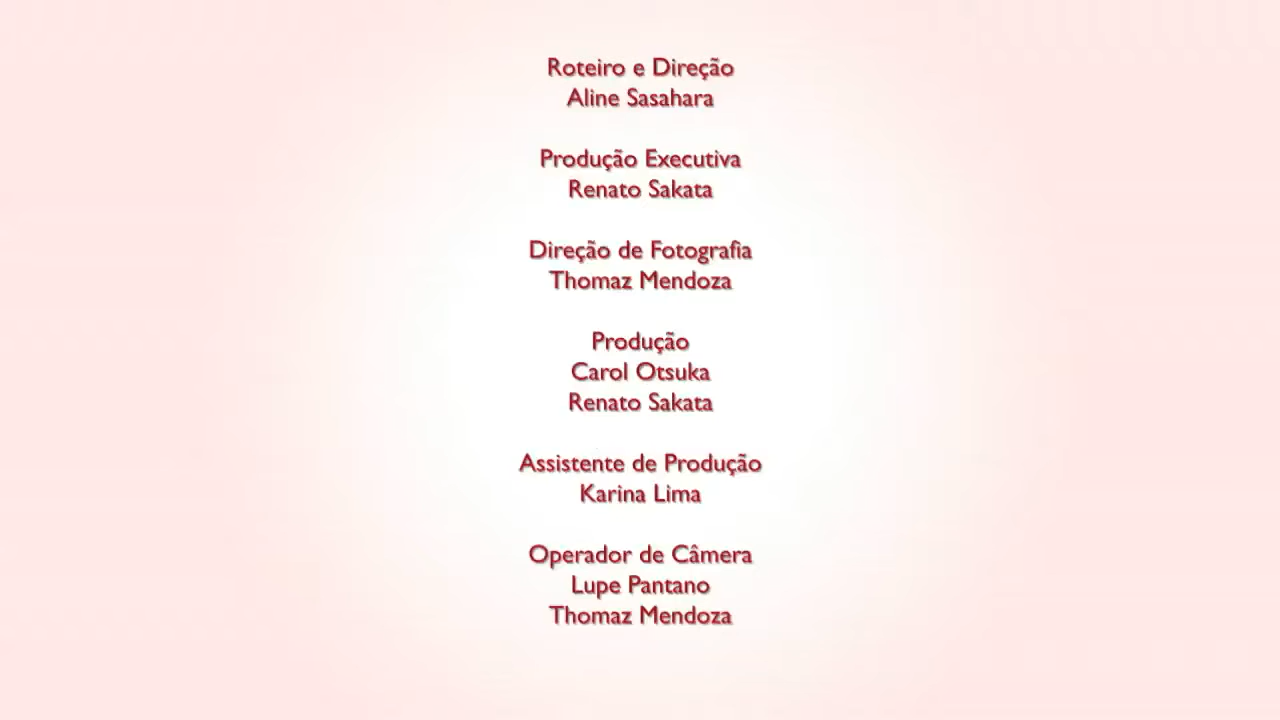 Roteiro e Direção
Aline Sasahara
Produção Executiva
Renato Sakata
Direção de Fotografia
Thomaz Mendoza
Produção
Carol Otsuka
Renato Sakata
Assistente de Produção
Karina Lima
Operador de Câmera
Lupe Pantano
Thomaz Mendoza